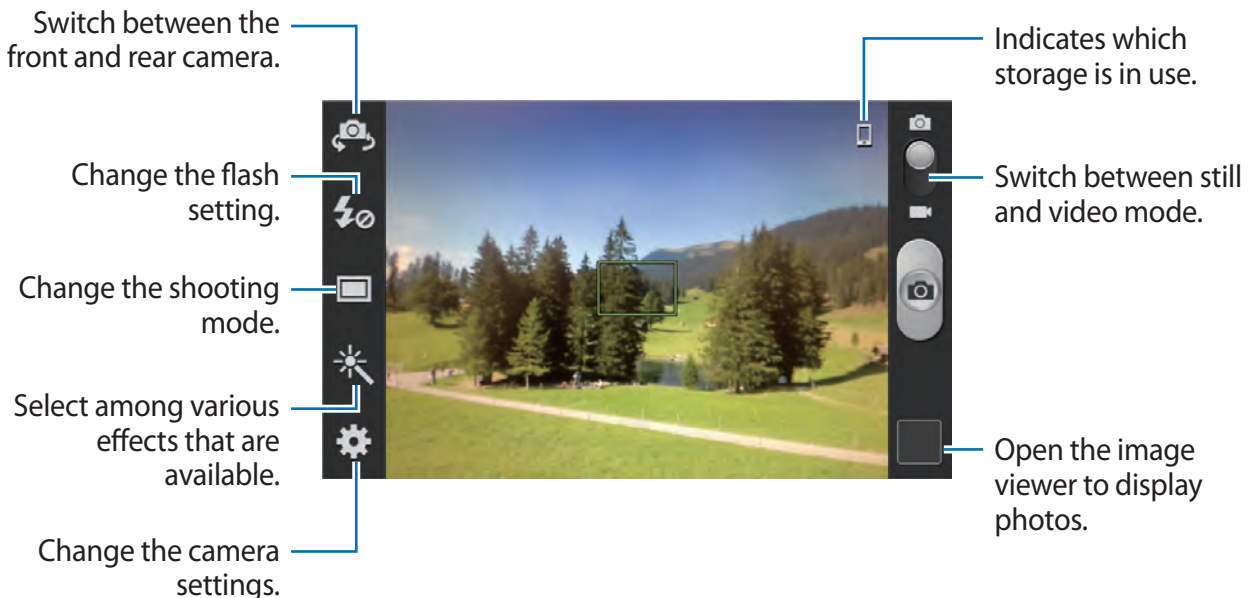 Switch between the
front and rear camera.
Change the flash
setting.
Change the shooting
mode.
Select among various
effects that are
available.
Change the camera
settings.
Indicates which
storage is in use.
Switch between still
and video mode.
Open the image
viewer to display
photos.